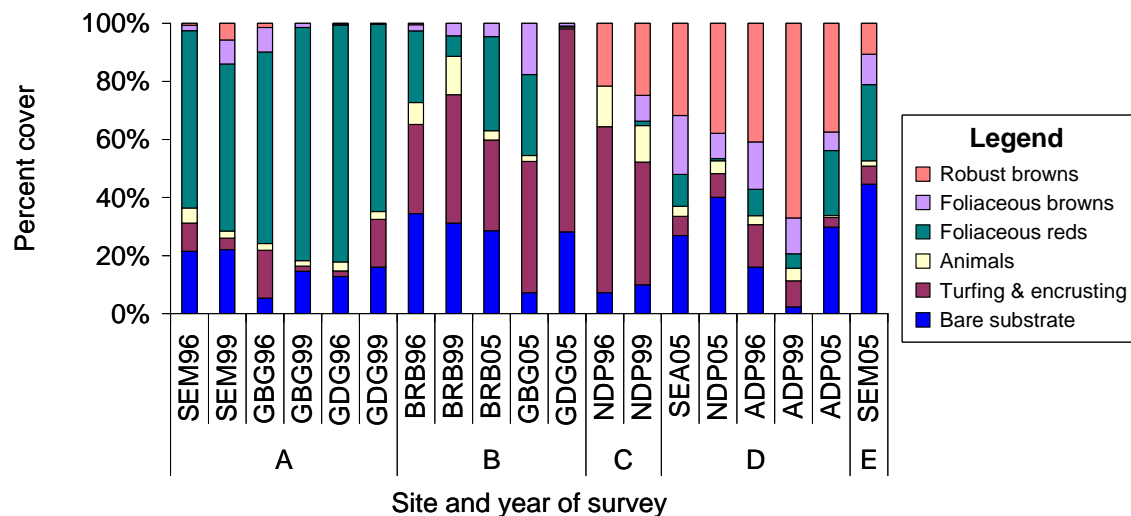 100%
80%
60%
40%
20%
0%
Percent cover
SEM96
SEM99
GBG96
GBG99
GDG96
GDG99
BRB96
BRB99
BRB05
GBG05
GDG05
NDP96
NDP99
SEA05
NDP05
ADP96
ADP99
ADP05
SEM05
A B C D E
Site and year of survey
Legend
Robust browns
Foliaceous browns
Foliaceous reds
Animals
Turfing & encrusting
Bare substrate